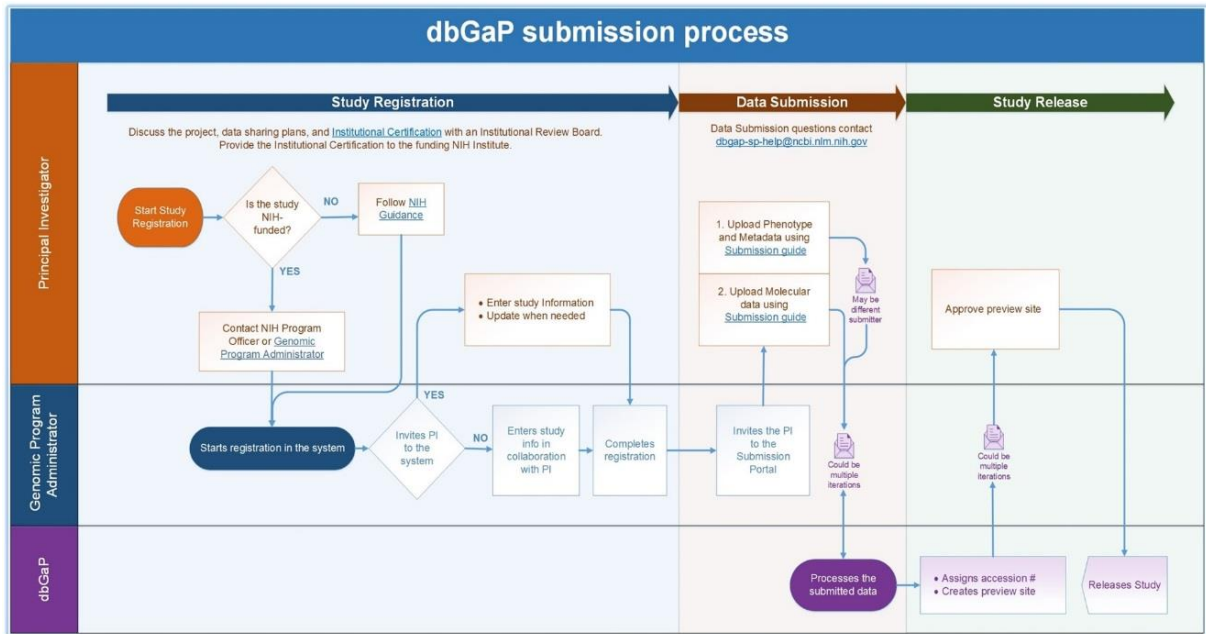 dbGaP submission process
Study Registration
Data Submission
Study Release
Principal Investigator
Discuss the project, data sharing plans, and Institutional Certification with an Institutional Review Board.
Provide the Institutional Certification to the funding NIH Institute.
Data Submission questions contact
dbgap-sp-help@ncbi.nlm.nih.gov
Start Study
Registration
Is the study
NIH-
funded?
NO
Follow NIH
Guidance
YES
Contact NIH Program
Officer or Genomic
Program Administrator
• Enter study Information
• Update when needed
1. Upload Phenotype
and Metadata using
Submission guide
2. Upload Molecular
data using
Submission guide
May be
different
submitter
Approve preview site
Genomic Program
Administrator
Starts registration in the system
YES
Invites PI
to the
system
NO
Enters study
info in
collaboration
with PI
Completes
registration
Invites the PI
to the
Submission
Portal
Could be
multiple
iterations
Could be
multiple
iterations
dbGaP
Processes the
submitted data
• Assigns accession #
• Creates preview site
Releases Study